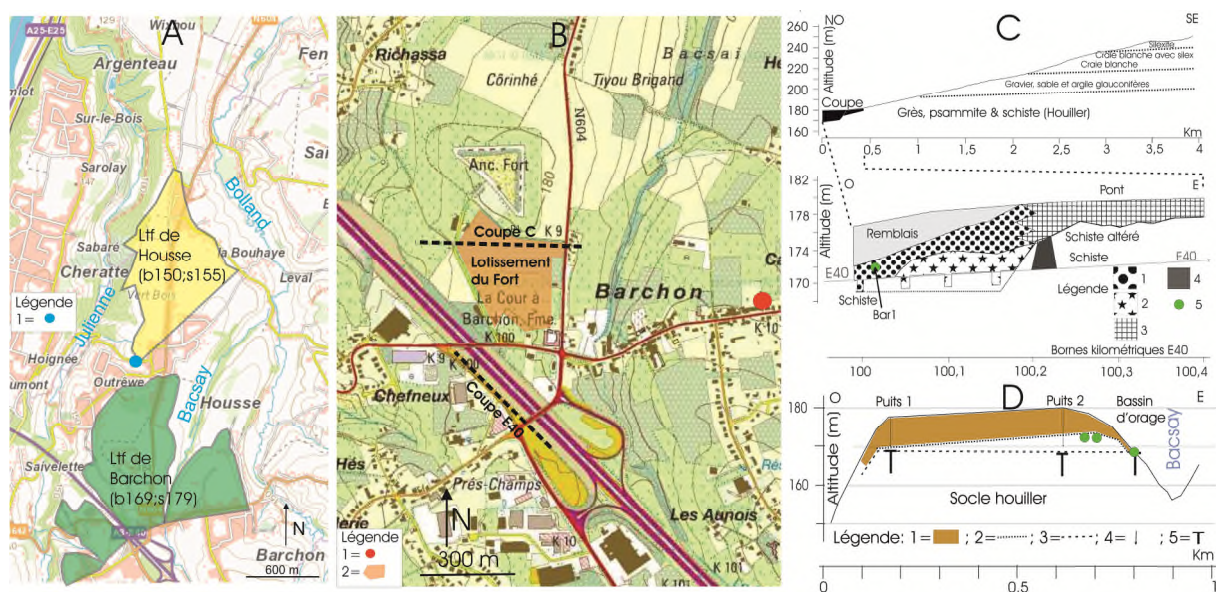 A
A25-E25
Wixhou
N608
Argenteau
Sur-le-Bois
Sarolay
147
Bolland
Ltf de
Housse
(b150;s155)
la Bouhaye
Sabaré
Cheratte
Vert Bois
Leval
Légende
1=
Julienne
Hoignée
Outrêwe
Bacsay
Housse
Saivelette
Ltf de
Barchon
(b169;s179)
N
Barchon
600 m
B
Richassa
Bacsai
Côrinhé
Tiyou Brigand
N604
Anc. Fort
180
Coupe C
K 9
Lotissement
du Fort
La Cour à
Barchon, Fme
Barchon
K 10
K 100
K 9
K 100
Chefneux
Coupe E40
Hés
Prés-Champs
N
Les Aunois
Légende
1=
2=
300 m
K 10
K 101
K 101
C
NO
SE
Altitude (m)
260
240
220
200
180
160
Silexite
Craie blanche avec silex
Craie blanche
Gravier, sable et argile glauconifères
Coupe
Grès, psammite & schiste (Houiller)
Km
0
0.5
1
1.5
2
2.5
3
3.5
4
182
O
Pont
E
Altitude (m)
178
174
170
Remblais
Schiste altéré
E40
Schiste
E40
Légende
1
4
2
5
3
Schiste
Bar1
Bornes kilométriques E40
100
100,1
100,2
100,3
100,4
O
D
E
Puits 1
Puits 2
Bassin
d'orage
Altitude (m)
180
160
Bacsay
Socle houiller
Légende: 1= ; 2= ; 3= ; 4= ; 5=
Km
0
0.5
1